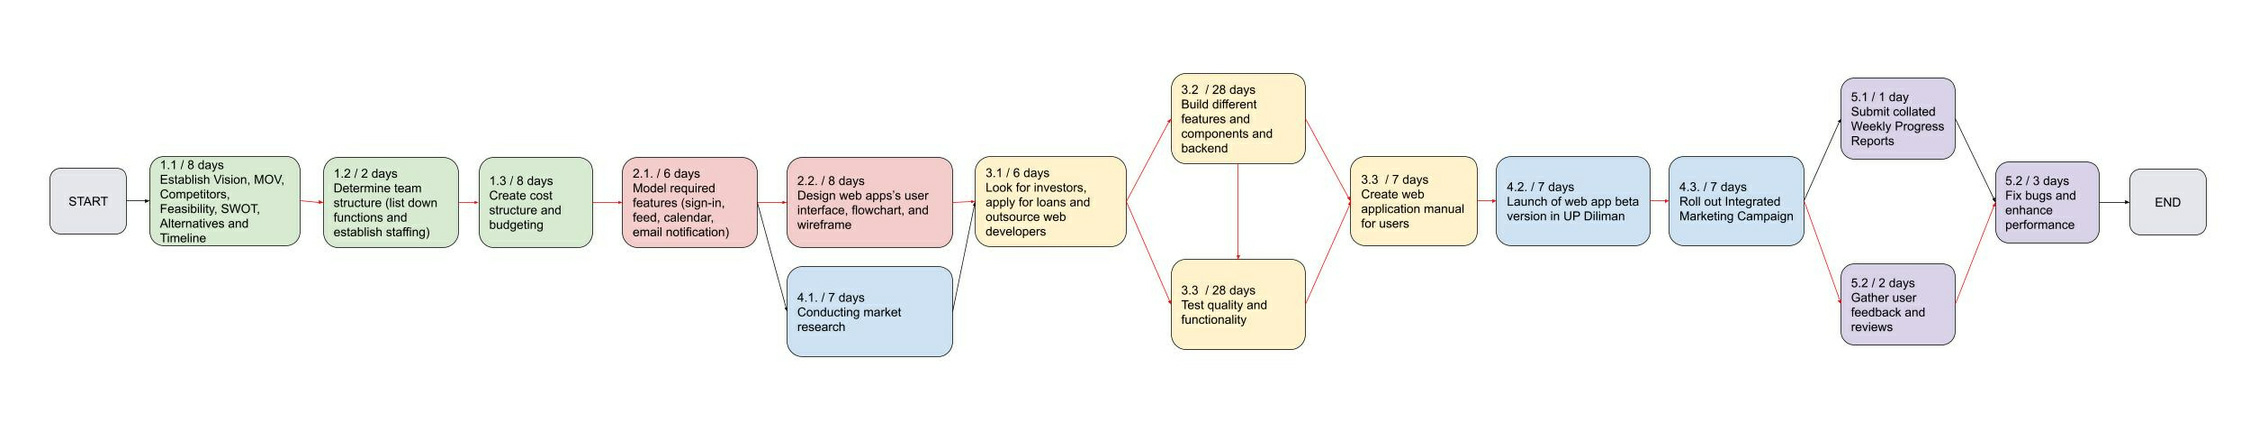 START
1.1 / 8 days
Establish Vision, MOV,
Competitors,
Feasibility, SWOT,
Alternatives and
Timeline
1.2 / 2 days
Determine team
structure (list down
functions and
establish staffing)
1.3 / 8 days
Create cost
structure and
budgeting
2.1. / 6 days
Model required
features (sign-in,
feed, calendar,
email notification)
2.2. / 8 days
Design web apps's user
interface, flowchart, and
wireframe
4.1. / 7 days
Conducting market
research
3.1 / 6 days
Look for investors,
apply for loans and
outsource web
developers
3.2 / 28 days
Build different
features and
components and
backend
3.3 / 28 days
Test quality and
functionality
3.3 / 7 days
Create web
application manual
for users
4.2. / 7 days
Launch of web app beta
version in UP Diliman
4.3. / 7 days
Roll out Integrated
Marketing Campaign
5.1 / 1 day
Submit collated
Weekly Progress
Reports
5.2 / 2 days
Gather user
feedback and
reviews
5.2 / 3 days
Fix bugs and
enhance
performance
END